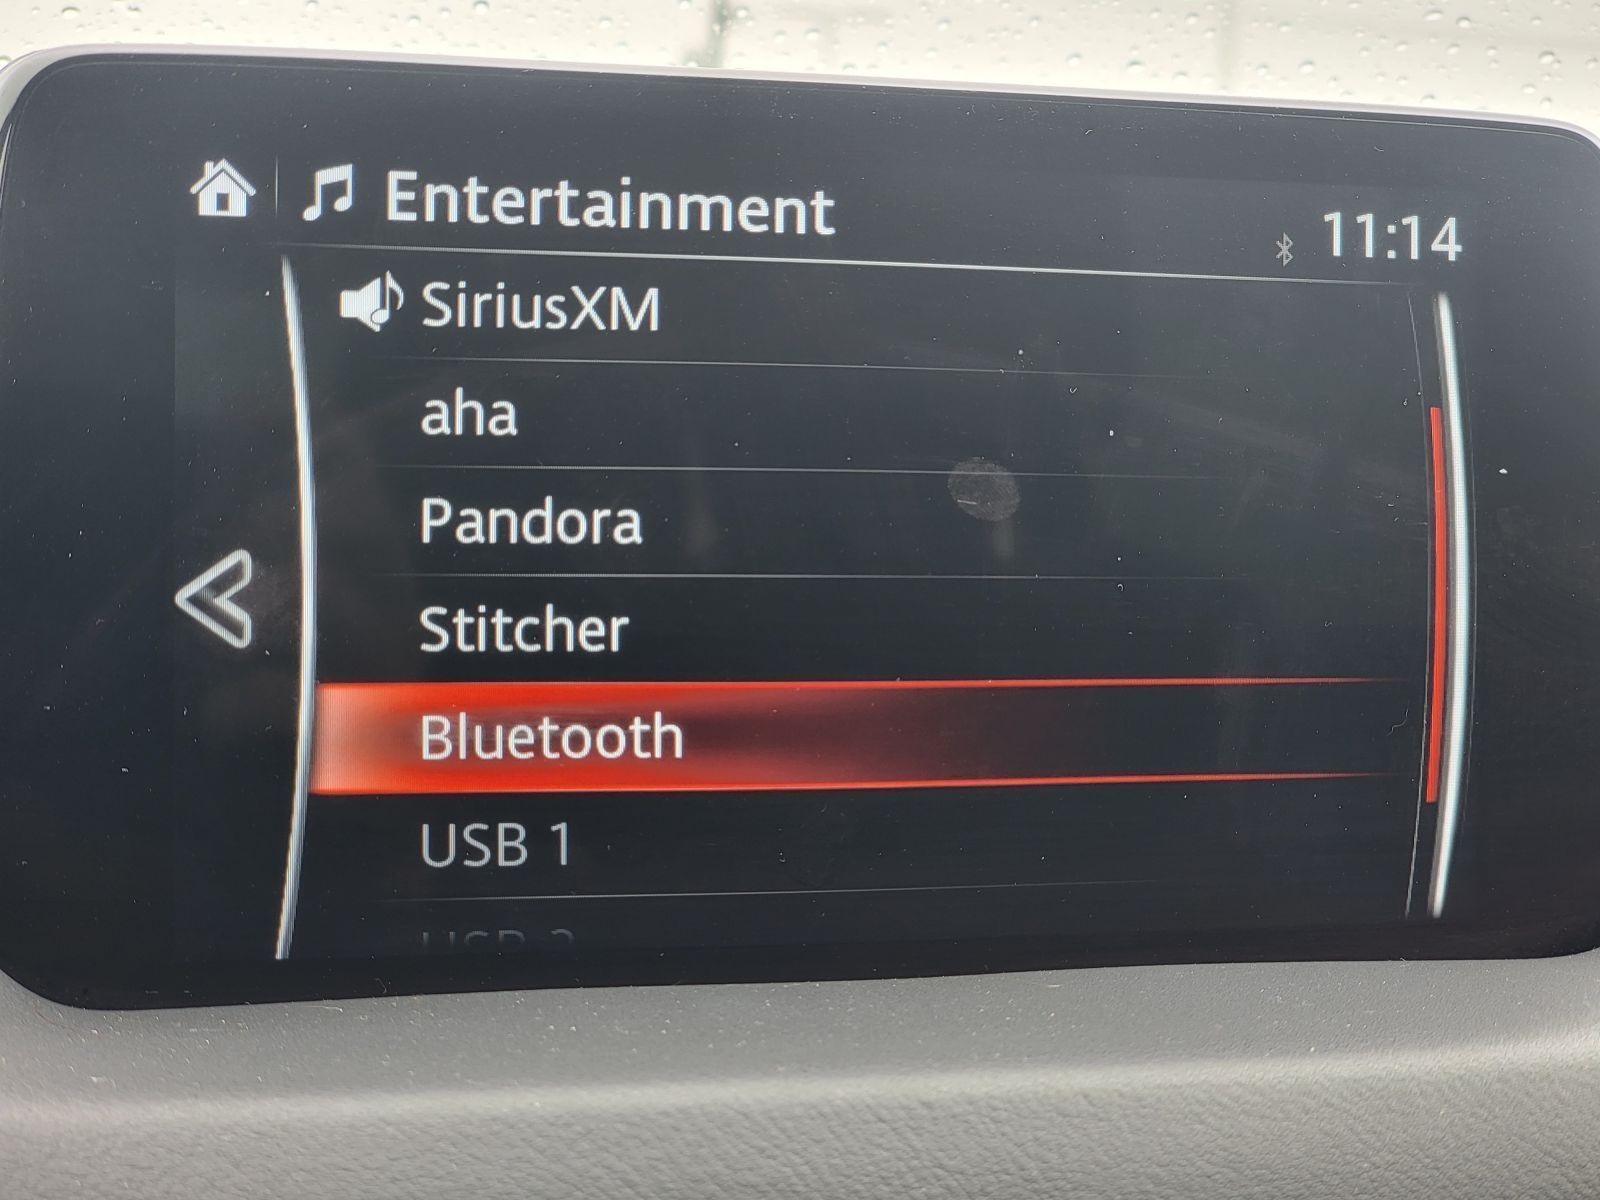 Entertainment
11:14
SiriusXM
aha
Pandora
Stitcher
Bluetooth
USB 1